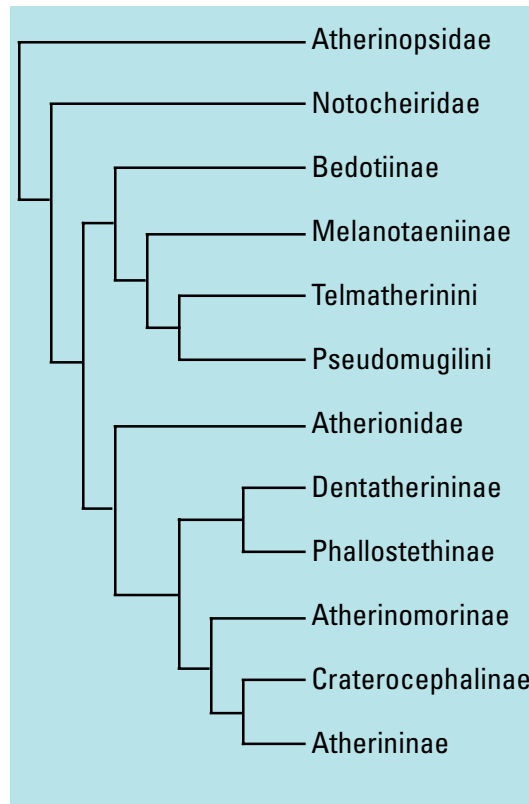 Atherinopsidae
Notocheiridae
Bedotiinae
Melanotaeniinae
Telmatherinini
Pseudomugilini
Atherionidae
Dentatherininae
Phallostethinae
Atherinomorinae
Craterocephalinae
Atherininae